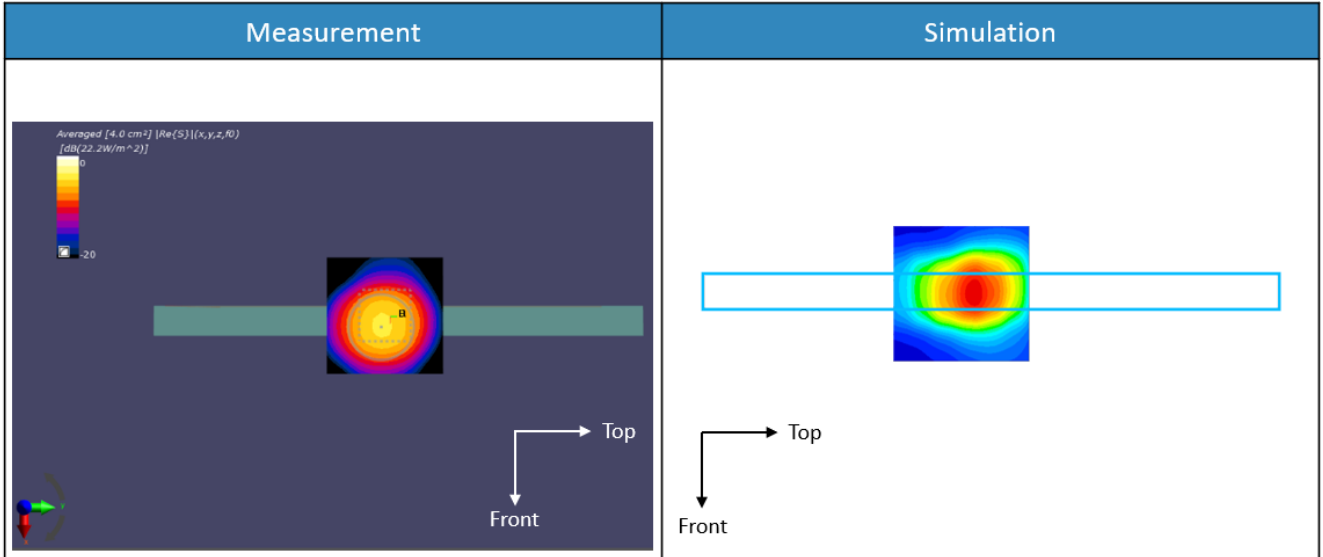 Measurement
Simulation
Averaged [4.0 cm²] |Re{S}|(x,y,z,f0)
[dB(22.2W/m^2)]
0
-20
Top
Front
Top
Front